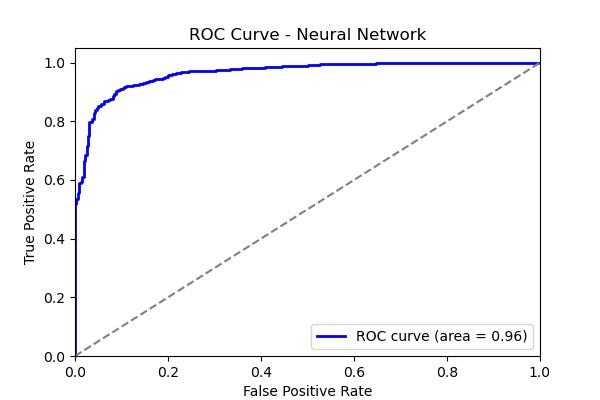 ROC Curve - Neural Network
1.0
0.8
0.6
0.4
0.2
0.0
True Positive Rate
ROC curve (area = 0.96)
0.0 0.2 0.4 0.6 0.8 1.0
False Positive Rate